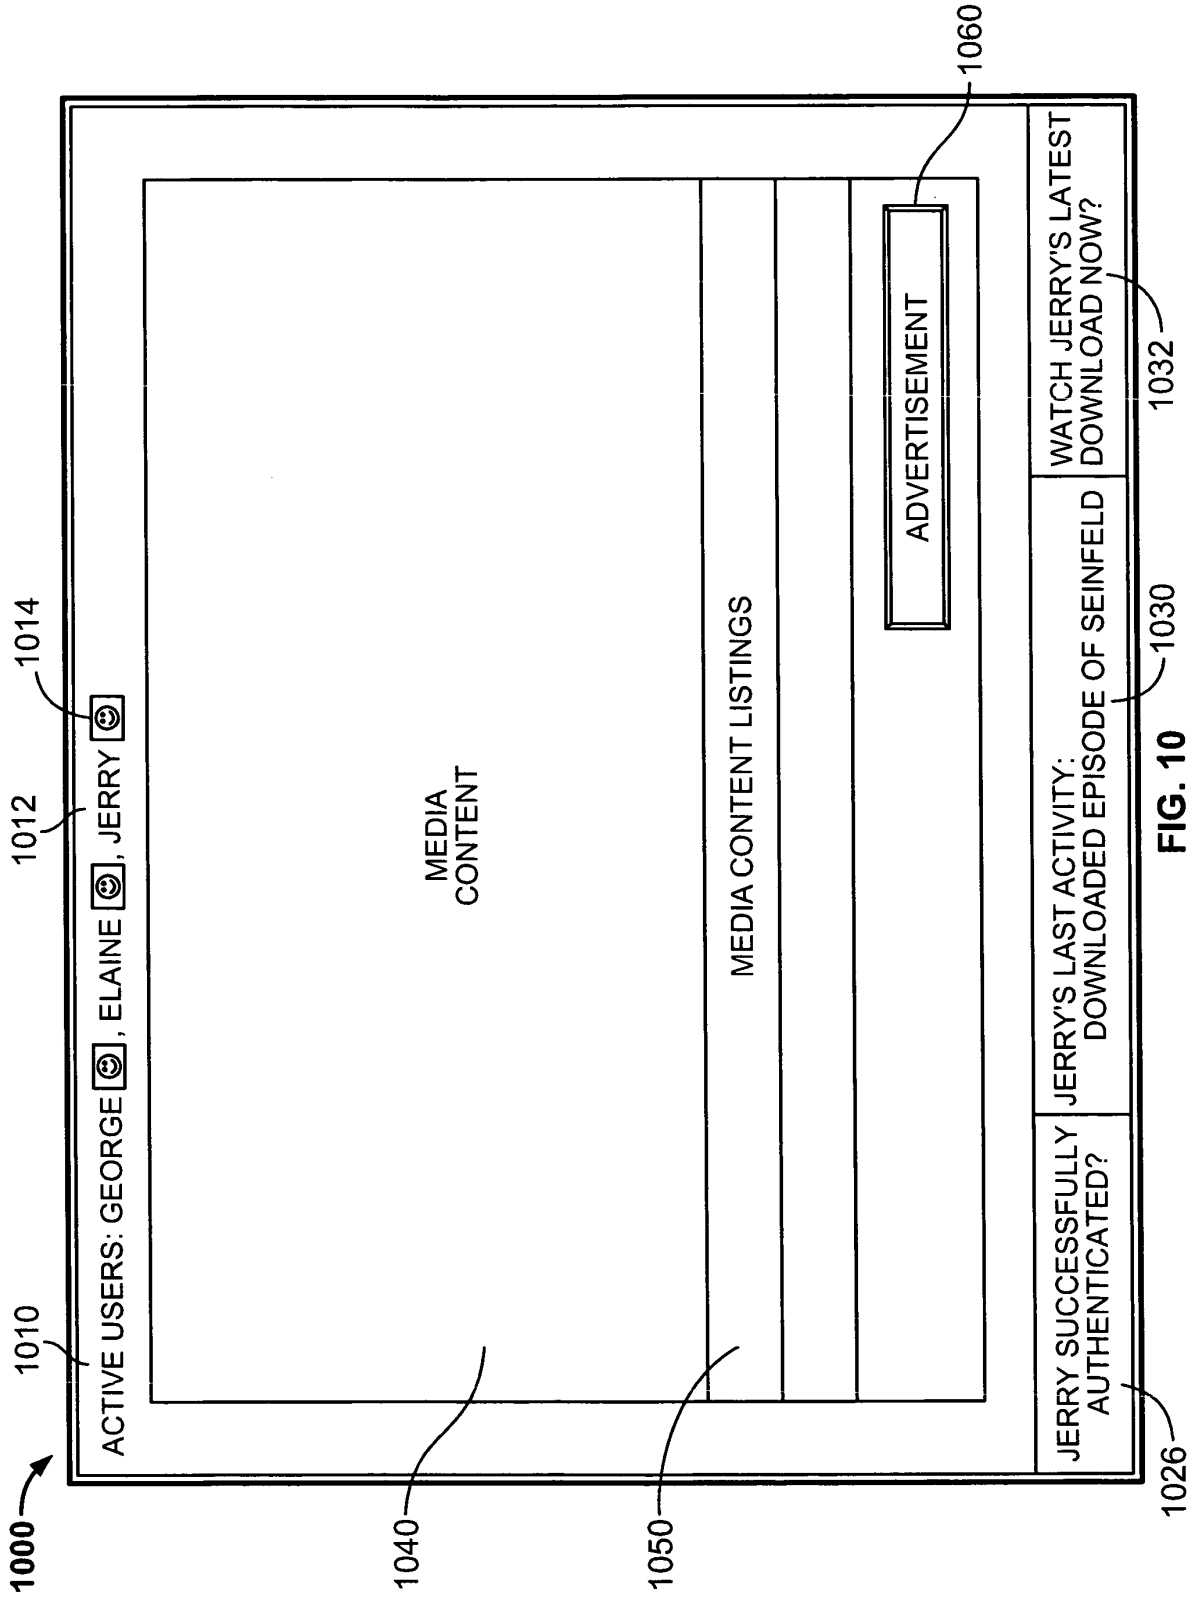 1000
1010
1012
1014
ACTIVE USERS: GEORGE , ELAINE , JERRY
MEDIA
CONTENT
1040
MEDIA CONTENT LISTINGS
1050
ADVERTISEMENT
1060
JERRY SUCCESSFULLY
AUTHENTICATED?
JERRY'S LAST ACTIVITY:
DOWNLOADED EPISODE OF SEINFELD
WATCH JERRY'S LATEST
DOWNLOAD NOW?
1026
1030
1032
FIG. 10